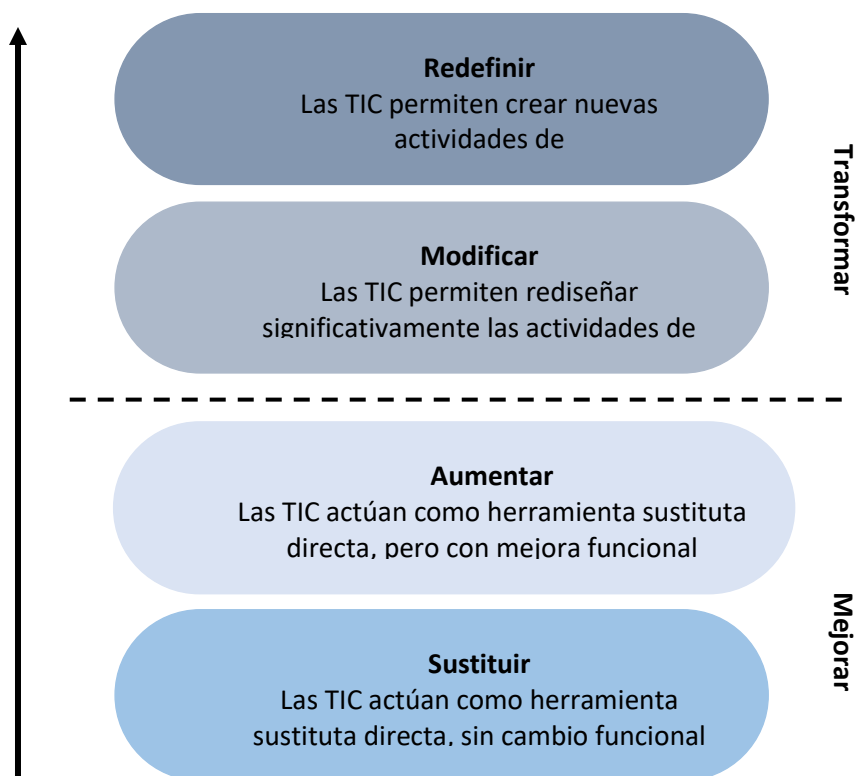 Redefinir
Las TIC permiten crear nuevas
actividades de
Transformar
Modificar
Las TIC permiten rediseñar
significativamente las actividades de
Aumentar
Las TIC actúan como herramienta sustituta
directa, pero con mejora funcional
Mejorar
Sustituir
Las TIC actúan como herramienta
sustituta directa, sin cambio funcional